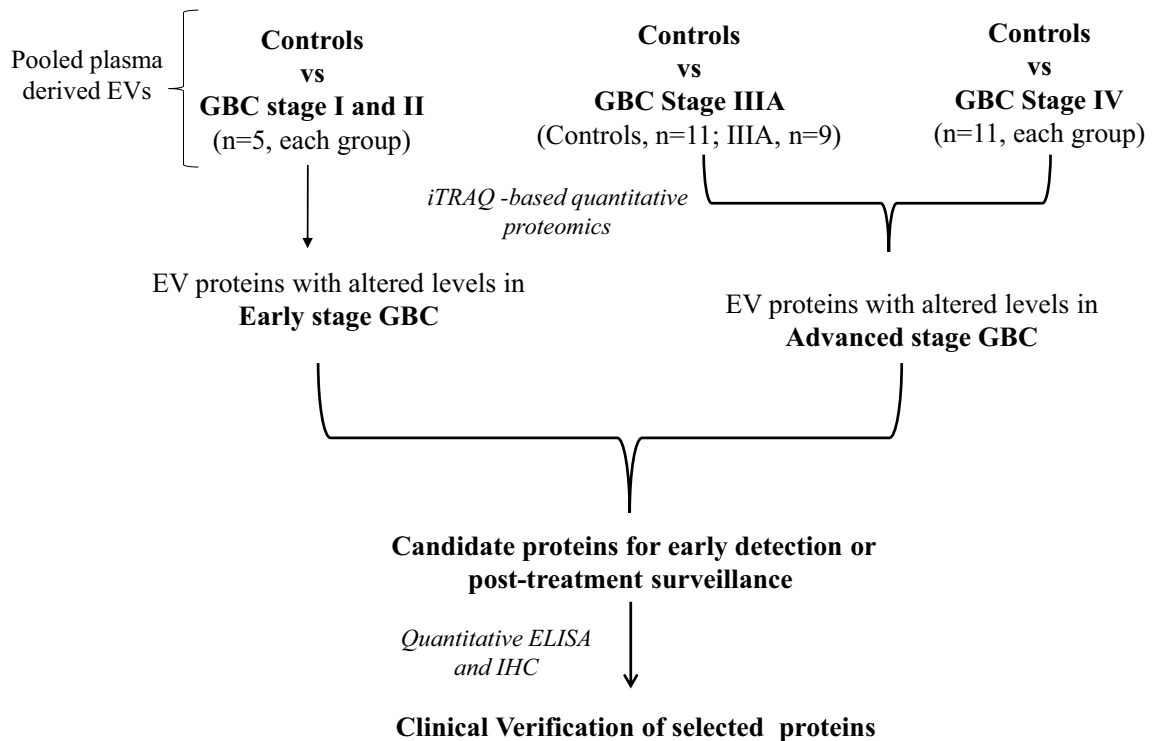 Pooled plasma
derived EVs
Controls
vs
GBC stage I and II
(n=5, each group)
Controls
vs
GBC Stage IIIA
(Controls, n=11; IIIA, n=9)
Controls
vs
GBC Stage IV
(n=11, each group)
iTRAQ -based quantitative
proteomics
EV proteins with altered levels in
Early stage GBC
EV proteins with altered levels in
Advanced stage GBC
Candidate proteins for early detection or
post-treatment surveillance
Quantitative ELISA
and IHC
Clinical Verification of selected proteins